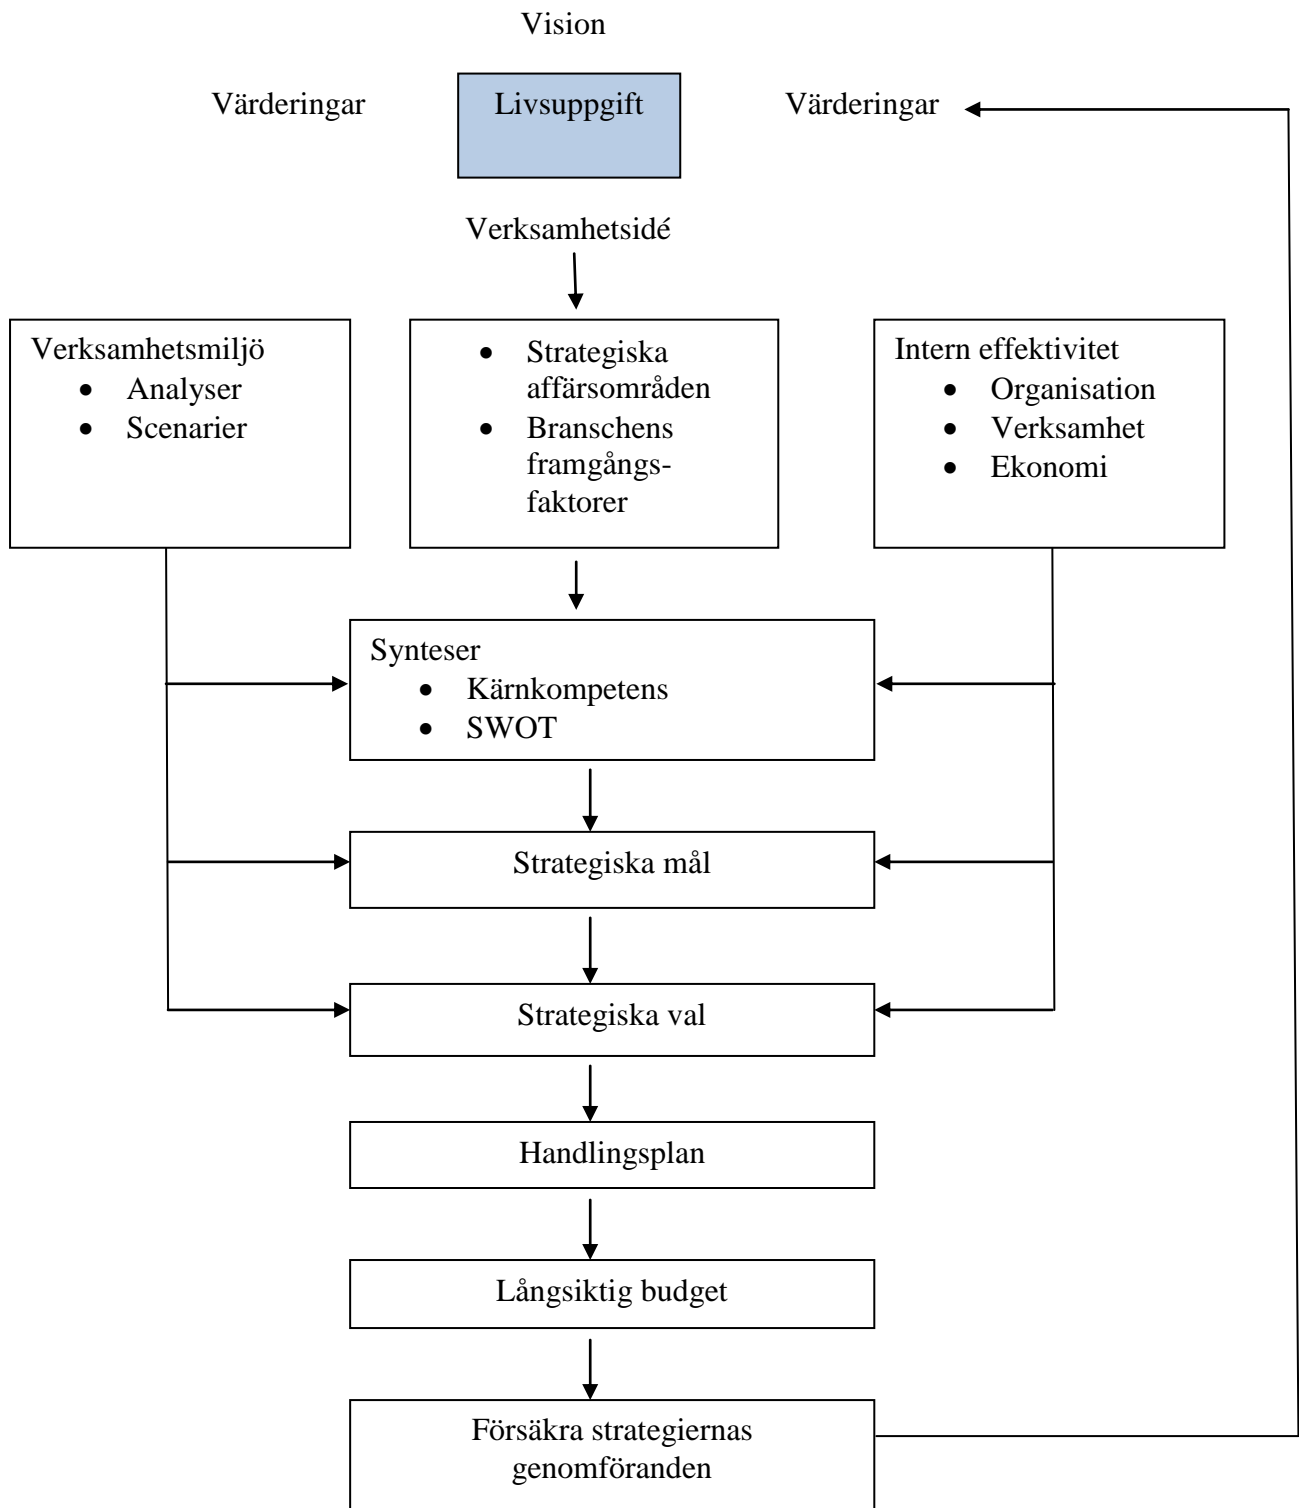 Vision
Värderingar
Livsuppgift
Värderingar
Verksamhetsidé
Verksamhetsmiljö
• Analyser
• Scenarier
• Strategiska
affärsområden
• Branschens
framgångs-
faktorer
Intern effektivitet
• Organisation
• Verksamhet
• Ekonomi
Synteser
• Kärnkompetens
• SWOT
Strategiska mål
Strategiska val
Handlingsplan
Långsiktig budget
Försäkra strategiernas
genomföranden